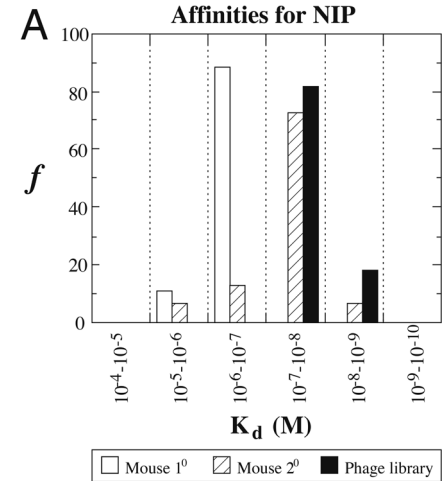 A
Affinities for NIP
100
80
60
40
20
0
f
10⁻⁴-10⁻⁵
10⁻⁵-10⁻⁶
10⁻⁶-10⁻⁷
10⁻⁷-10⁻⁸
10⁻⁸-10⁻⁹
10⁻⁹-10⁻¹⁰
K_d (M)
Mouse 1⁰ Mouse 2⁰ Phage library